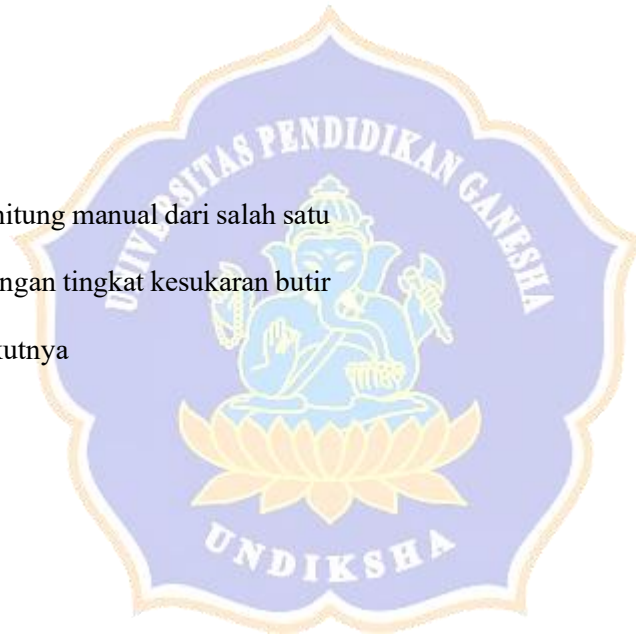 UNIVERSITAS PENDIDIKAN GANESHA
hitung manual dari salah satu
ngan tingkat kesukaran butir
kutnya
UNDIKSHA